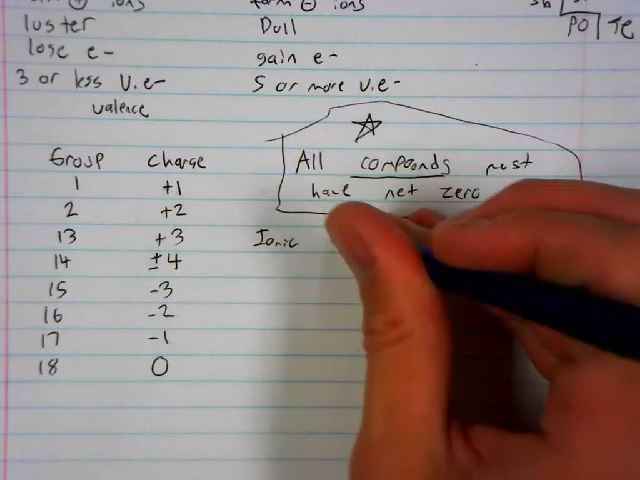 ions form ⊖ ions
luster Dull
lose e- gain e-
3 or less v.e- 5 or more v.e-
valence
Po Te
Group Charge
1 +1
2 +2
13 +3
14 ±4
15 -3
16 -2
17 -1
18 0
All compounds must
have net zero
Ionic